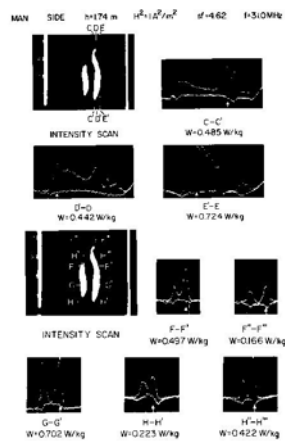 MAN SIDE h=1.74 m H²=1A²/m² sf=4.62 f=3.10MHz
C D E
C' D' E'
INTENSITY SCAN
C-C'
W=0.485 W/kg
D'-D
W=0.442 W/kg
E'-E
W=0.724 W/kg
INTENSITY SCAN
F-F'
W=0.497 W/kg
F"-F'"
W=0.166 W/kg
G-G'
W=0.702 W/kg
H-H'
W=0.223 W/kg
H"-H'"
W=0.422 W/kg